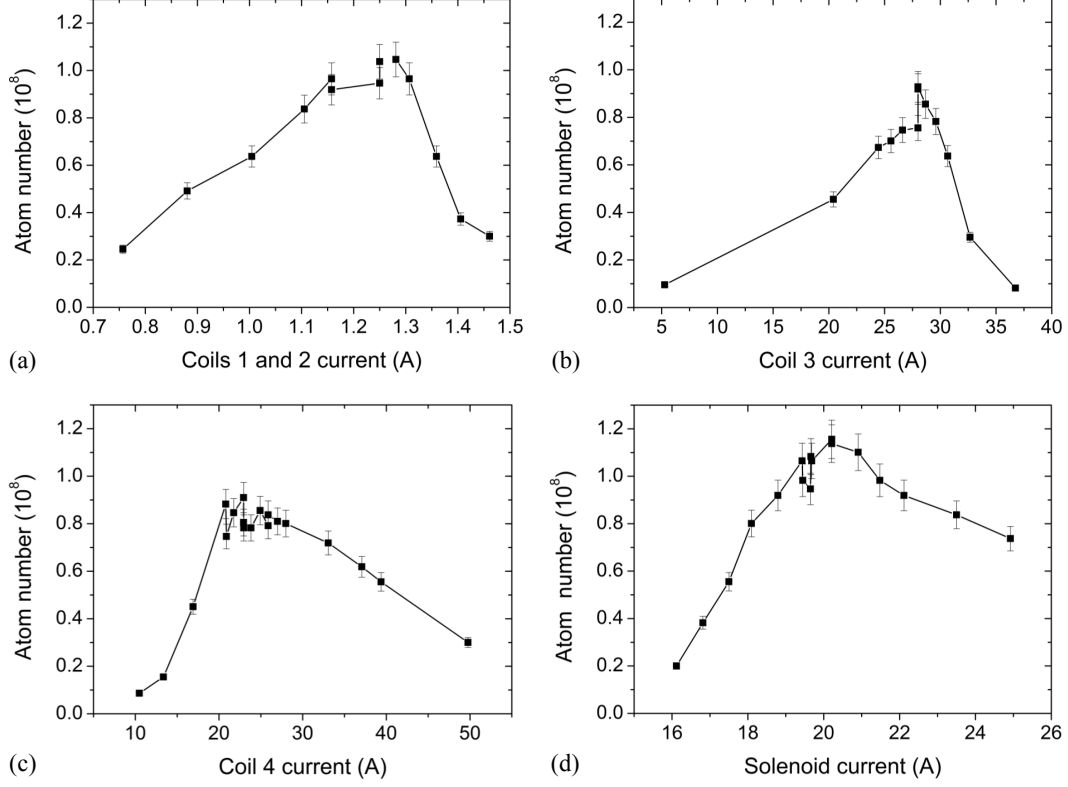 1.2
1.0
0.8
0.6
0.4
0.2
0.0
Atom number (10⁸)
0.7 0.8 0.9 1.0 1.1 1.2 1.3 1.4 1.5
(a) Coils 1 and 2 current (A)
1.2
1.0
0.8
0.6
0.4
0.2
0.0
Atom number (10⁸)
5 10 15 20 25 30 35 40
(b) Coil 3 current (A)
1.2
1.0
0.8
0.6
0.4
0.2
0.0
Atom number (10⁸)
10 20 30 40 50
(c) Coil 4 current (A)
1.2
1.0
0.8
0.6
0.4
0.2
0.0
Atom number (10⁸)
16 18 20 22 24 26
(d) Solenoid current (A)